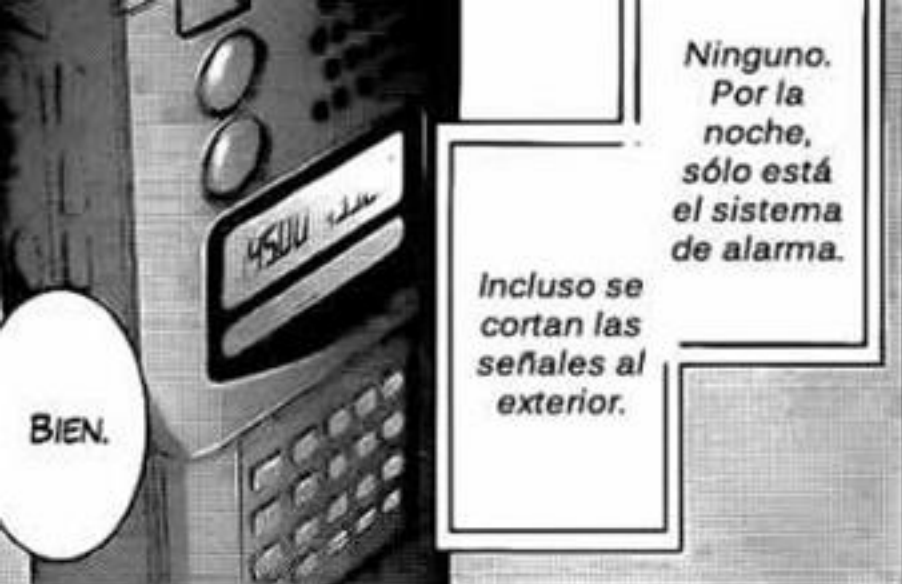 Ninguno.
Por la
noche,
sólo está
el sistema
de alarma.
Incluso se
cortan las
señales al
exterior.
BIEN.